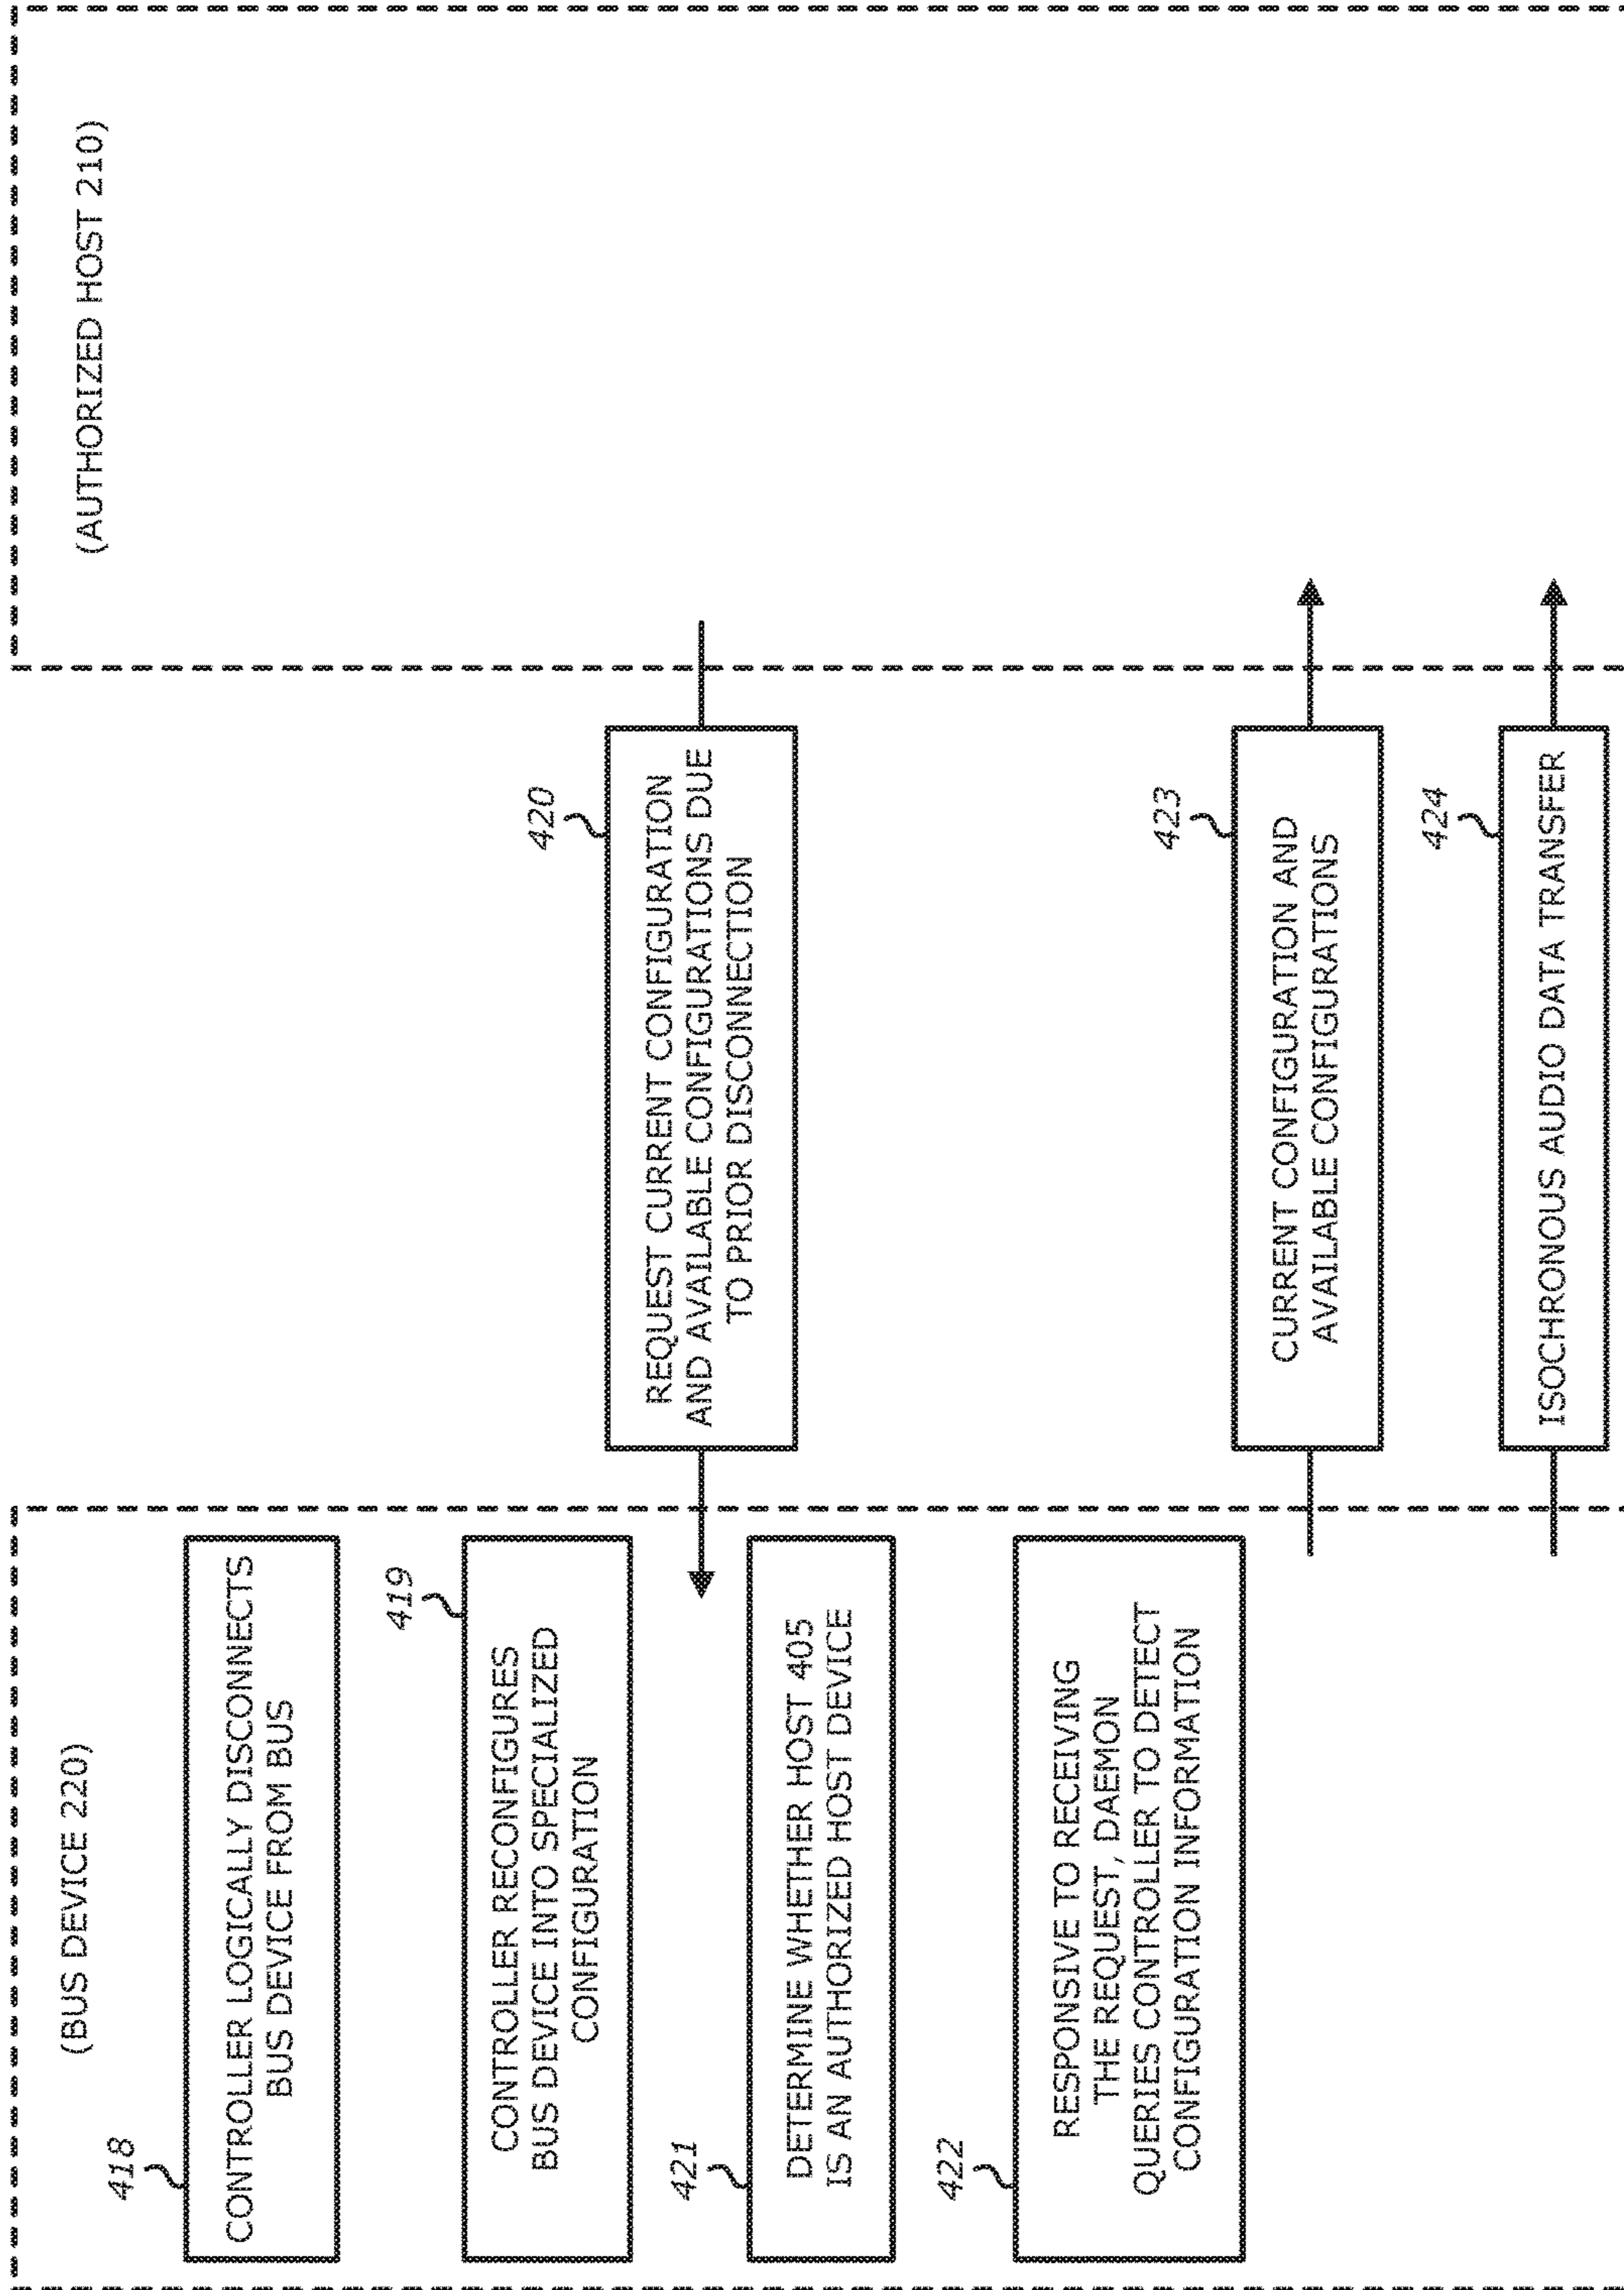 (BUS DEVICE 220)
(AUTHORIZED HOST 210)
418
CONTROLLER LOGICALLY DISCONNECTS
BUS DEVICE FROM BUS
419
CONTROLLER RECONFIGURES
BUS DEVICE INTO SPECIALIZED
CONFIGURATION
420
REQUEST CURRENT CONFIGURATION
AND AVAILABLE CONFIGURATIONS DUE
TO PRIOR DISCONNECTION
421
DETERMINE WHETHER HOST 405
IS AN AUTHORIZED HOST DEVICE
422
RESPONSIVE TO RECEIVING
THE REQUEST, DAEMON
QUERIES CONTROLLER TO DETECT
CONFIGURATION INFORMATION
423
CURRENT CONFIGURATION AND
AVAILABLE CONFIGURATIONS
424
ISOCHRONOUS AUDIO DATA TRANSFER